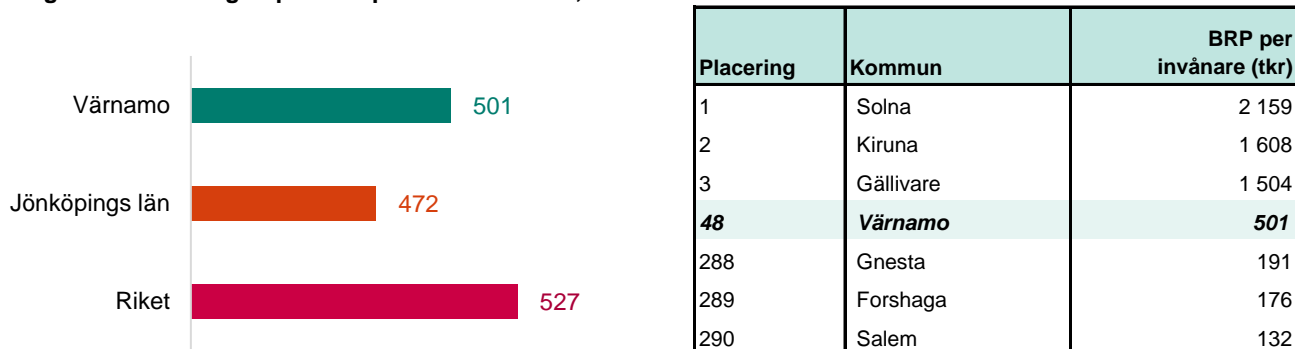 Värnamo 501
Jönköpings län 472
Riket 527
Placering Kommun BRP per invånare (tkr)
1 Solna 2 159
2 Kiruna 1 608
3 Gällivare 1 504
48 Värnamo 501
288 Gnesta 191
289 Forshaga 176
290 Salem 132